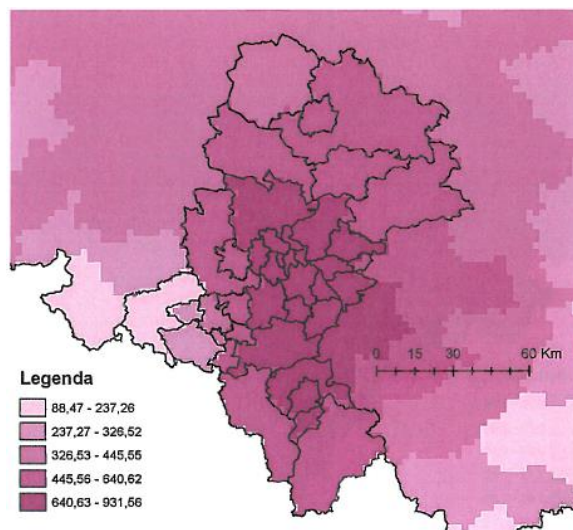 0 15 30 60 Km
Legenda
88,47 - 237,26
237,27 - 326,52
326,53 - 445,55
445,56 - 640,62
640,63 - 931,56